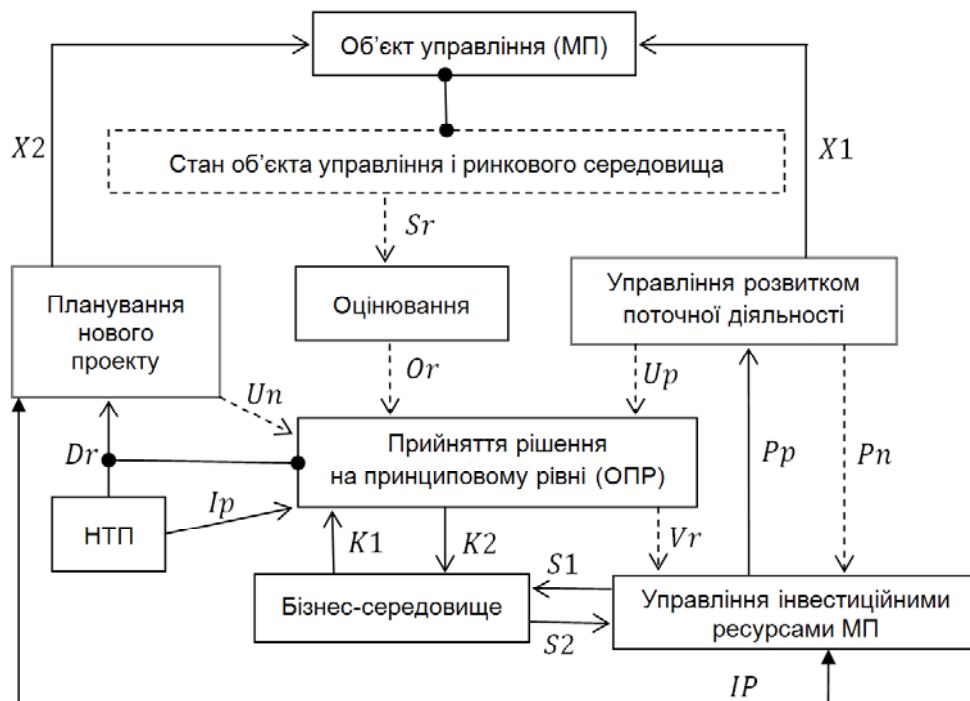 Об’єкт управління (МП)
X2
X1
Стан об’єкта управління і ринкового середовища
Sr
Планування
нового
проекту
Оцінювання
Управління розвитком
поточної діяльності
Un
Or
Up
Прийняття рішення
на принциповому рівні (ОПР)
Dr
Pp
Pn
НТП
Ip
K1
K2
Vr
S1
Бізнес-середовище
S2
Управління інвестиційними
ресурсами МП
IP